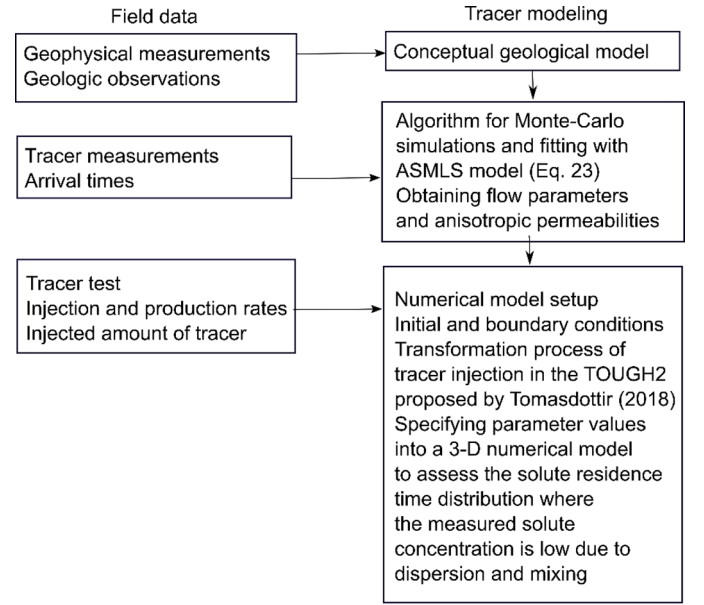 Field data
Tracer modeling
Geophysical measurements
Geologic observations
Conceptual geological model
Tracer measurements
Arrival times
Algorithm for Monte-Carlo
simulations and fitting with
ASMLS model (Eq. 23)
Obtaining flow parameters
and anisotropic permeabilities
Tracer test
Injection and production rates
Injected amount of tracer
Numerical model setup
Initial and boundary conditions
Transformation process of
tracer injection in the TOUGH2
proposed by Tomasdottir (2018)
Specifying parameter values
into a 3-D numerical model
to assess the solute residence
time distribution where
the measured solute
concentration is low due to
dispersion and mixing